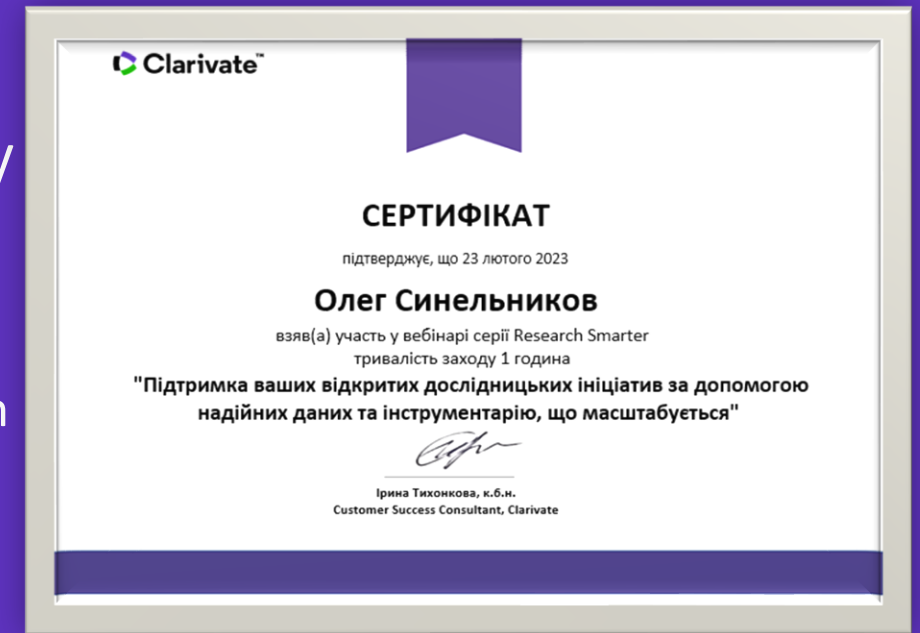 Clarivate™
СЕРТИФІКАТ
підтверджує, що 23 лютого 2023
Олег Синельников
взяв(а) участь у вебінарі серії Research Smarter
тривалість заходу 1 година
"Підтримка ваших відкритих дослідницьких ініціатив за допомогою
надійних даних та інструментарію, що масштабується"
Ірина Тихонкова, к.б.н.
Customer Success Consultant, Clarivate